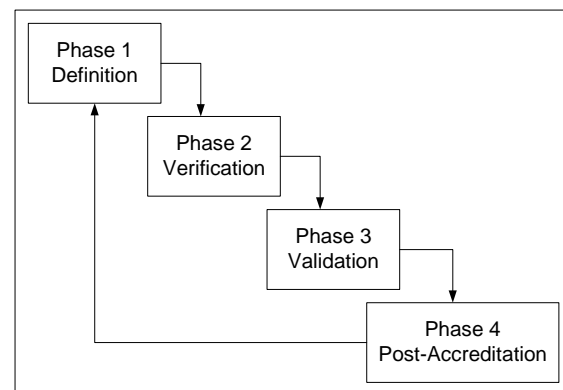 Phase 1
Definition
Phase 2
Verification
Phase 3
Validation
Phase 4
Post-Accreditation